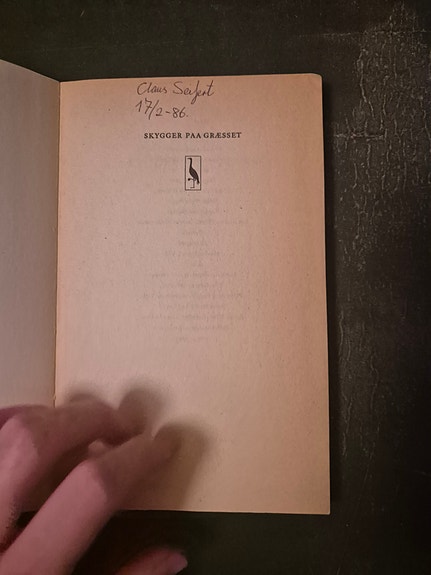 Claus Seifert
17/2-86.
SKYGGER PAA GRÆSSET